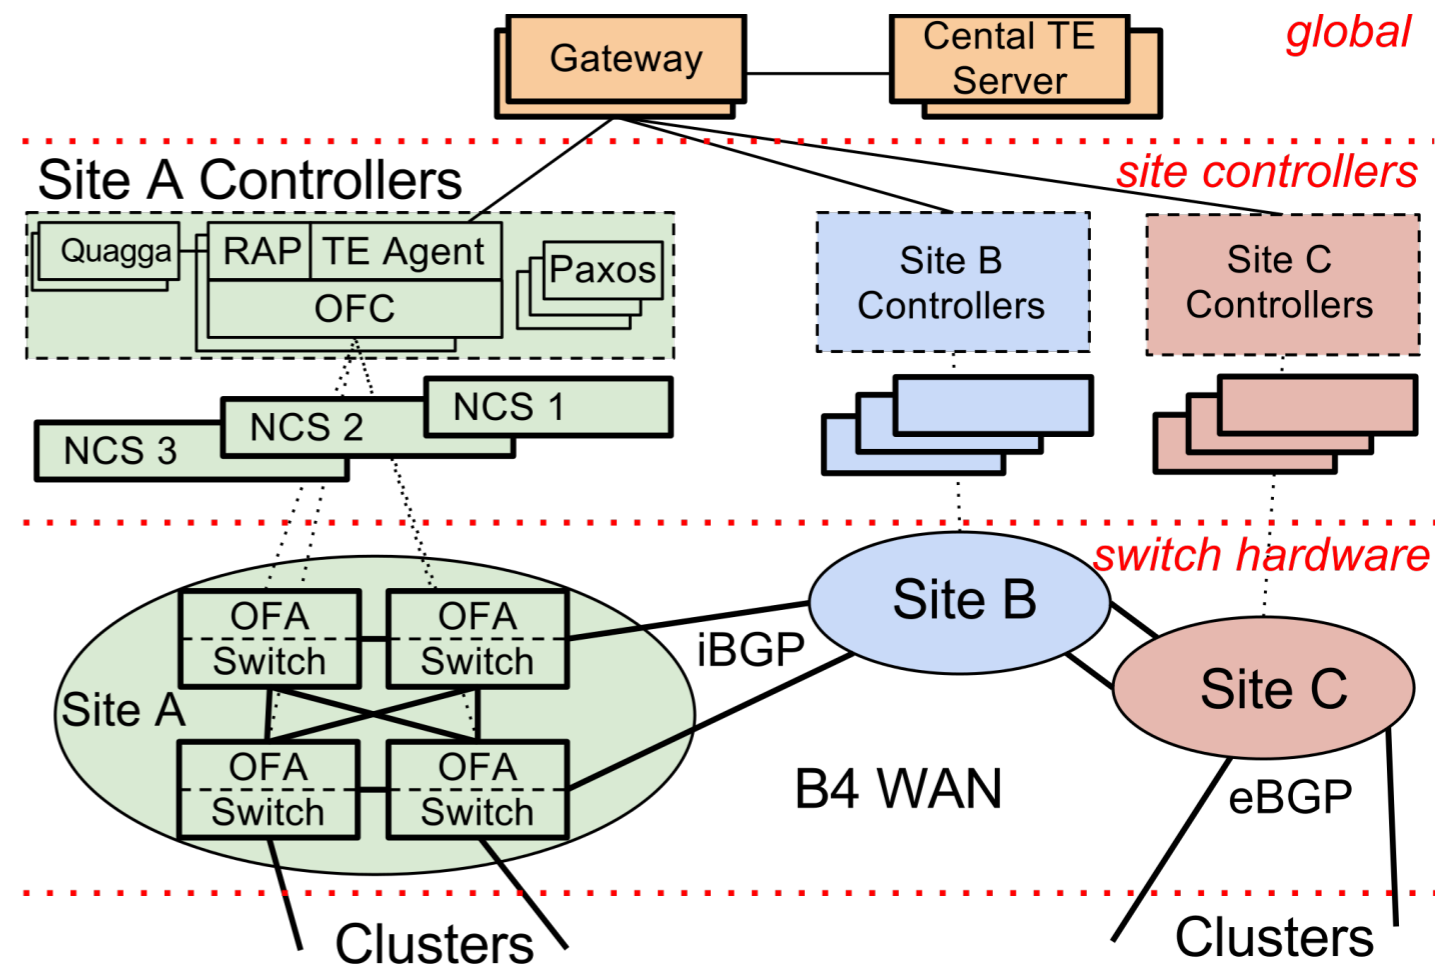 global
Gateway
Cental TE
Server
site controllers
Site A Controllers
Quagga
RAP
TE Agent
OFC
Paxos
Site B
Controllers
Site C
Controllers
NCS 1
NCS 2
NCS 3
switch hardware
Site A
OFA
Switch
OFA
Switch
OFA
Switch
OFA
Switch
iBGP
Site B
Site C
B4 WAN
eBGP
Clusters
Clusters